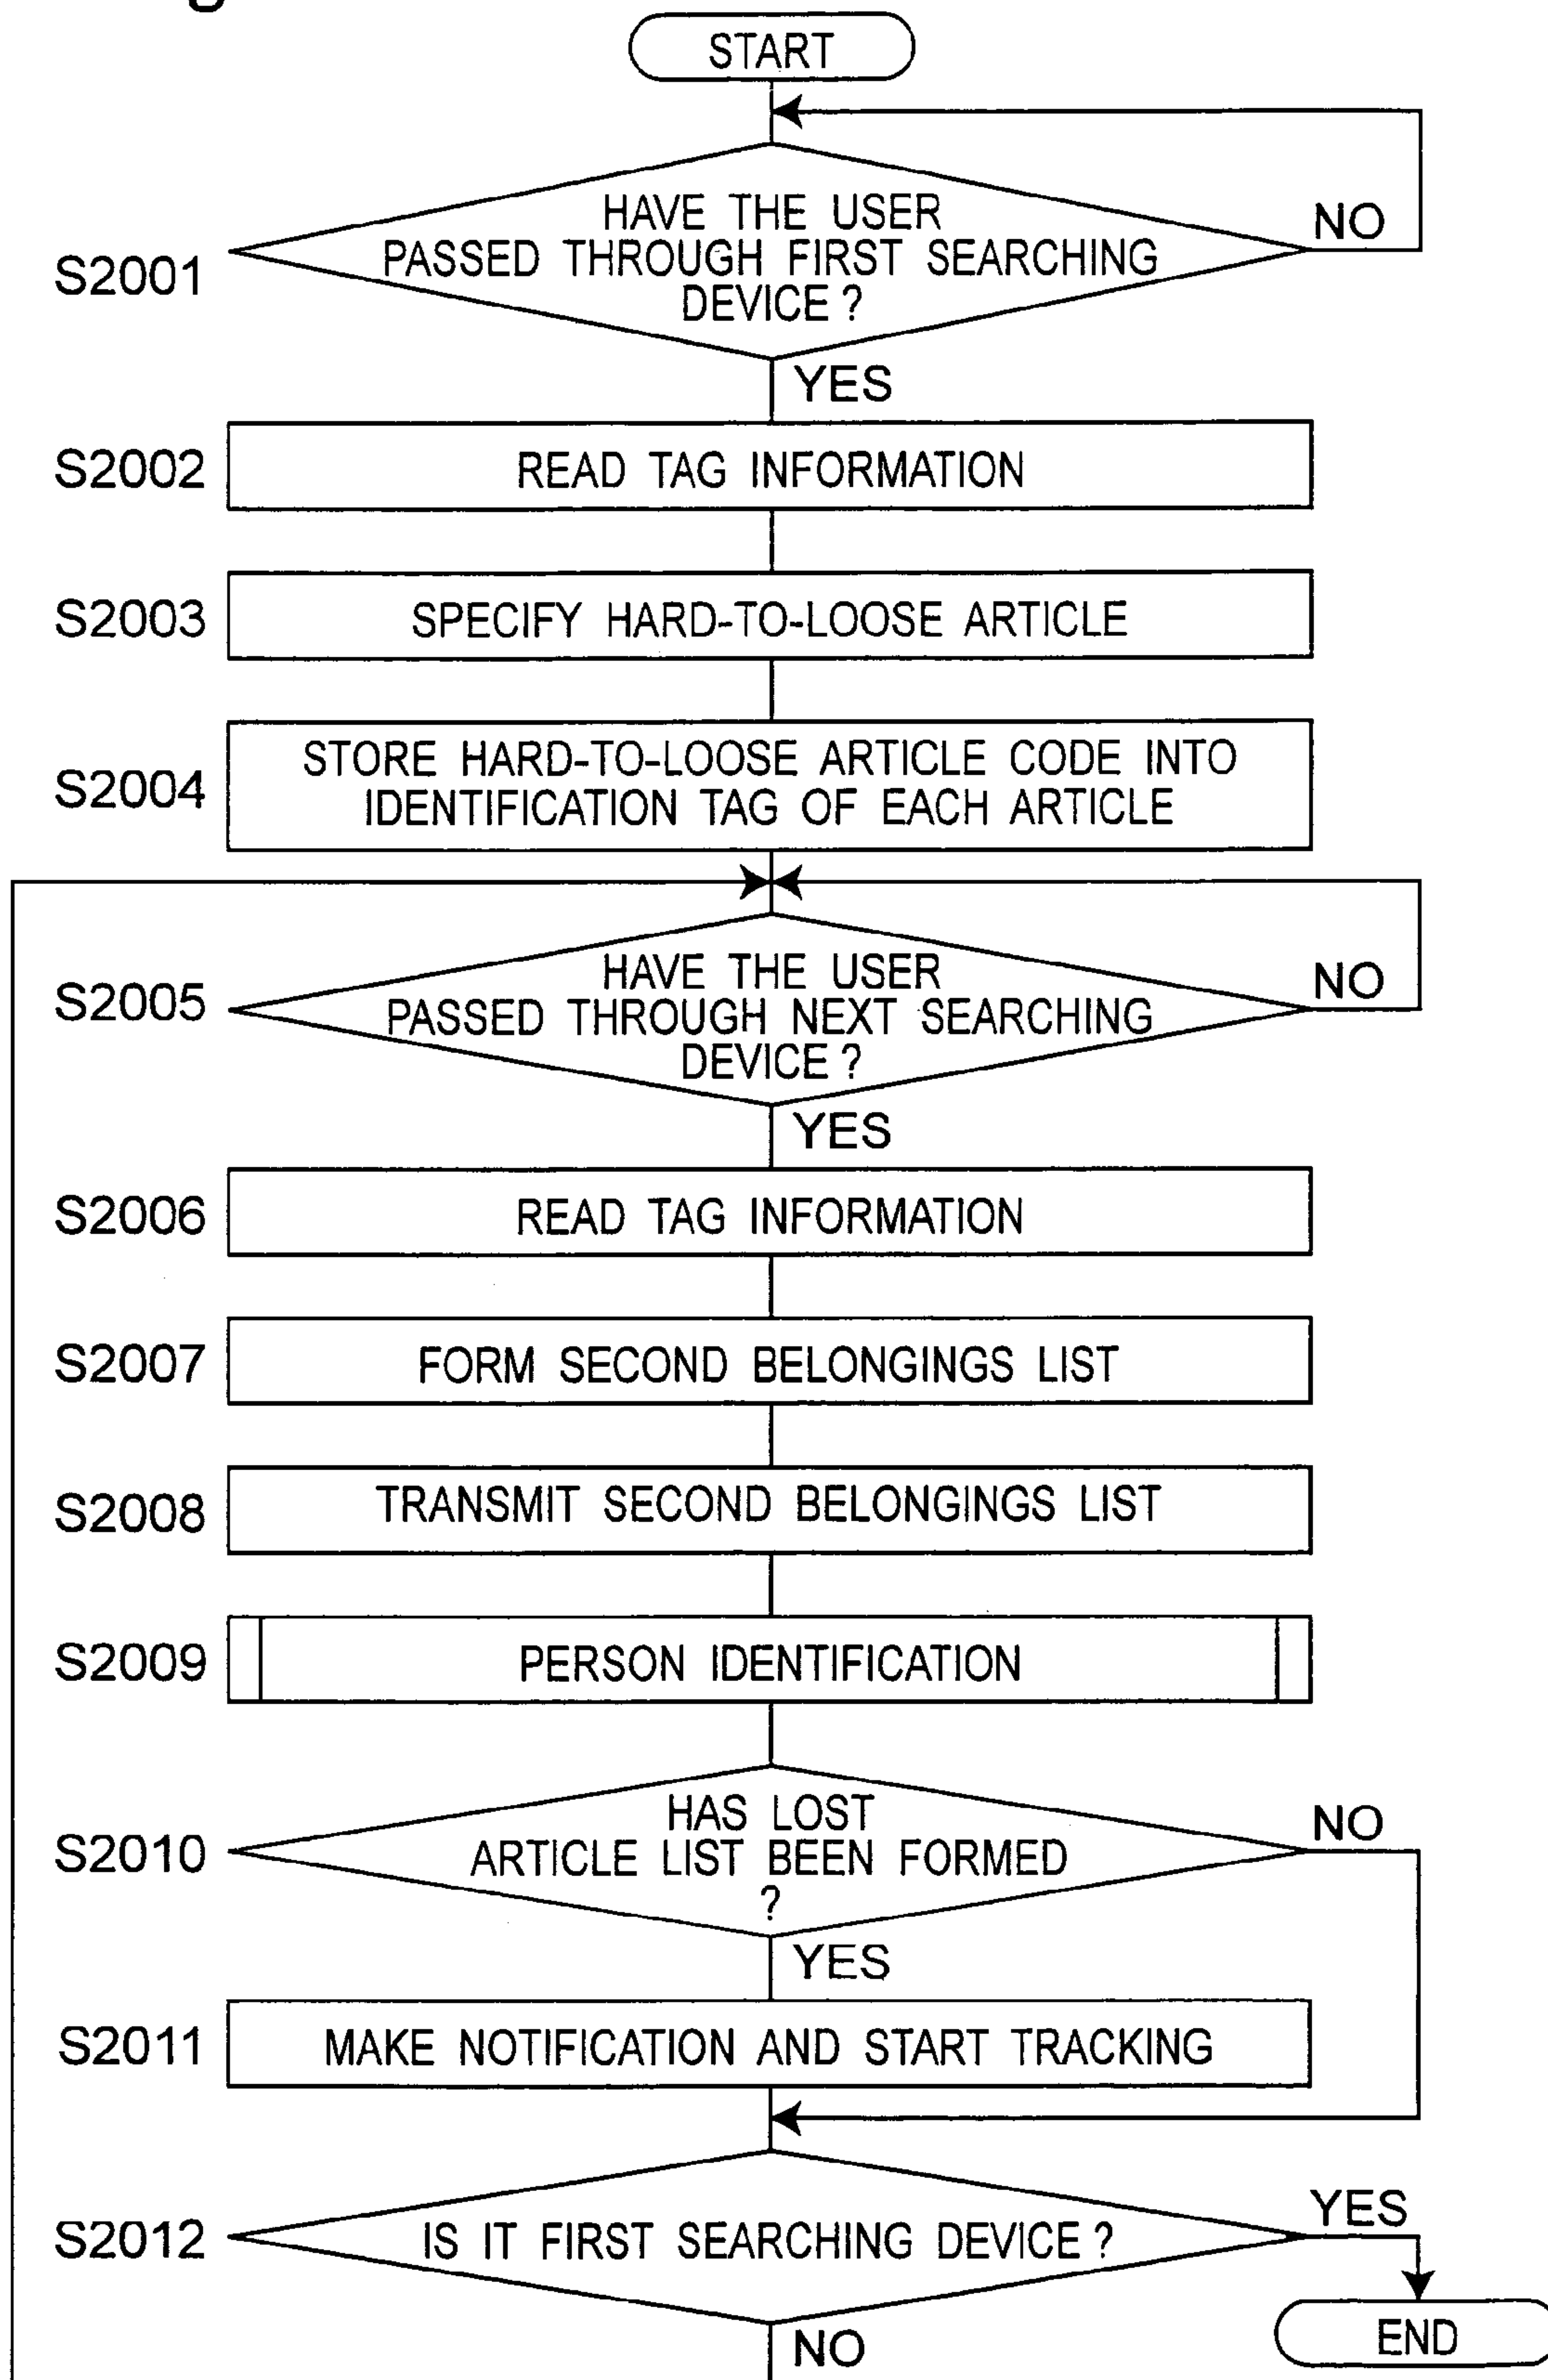 START
HAVE THE USER
PASSED THROUGH FIRST SEARCHING
DEVICE?
NO
S2001
YES
S2002
READ TAG INFORMATION
S2003
SPECIFY HARD-TO-LOOSE ARTICLE
S2004
STORE HARD-TO-LOOSE ARTICLE CODE INTO
IDENTIFICATION TAG OF EACH ARTICLE
S2005
HAVE THE USER
PASSED THROUGH NEXT SEARCHING
DEVICE?
NO
YES
S2006
READ TAG INFORMATION
S2007
FORM SECOND BELONGINGS LIST
S2008
TRANSMIT SECOND BELONGINGS LIST
S2009
PERSON IDENTIFICATION
S2010
HAS LOST
ARTICLE LIST BEEN FORMED
?
NO
YES
S2011
MAKE NOTIFICATION AND START TRACKING
S2012
IS IT FIRST SEARCHING DEVICE?
YES
NO
END